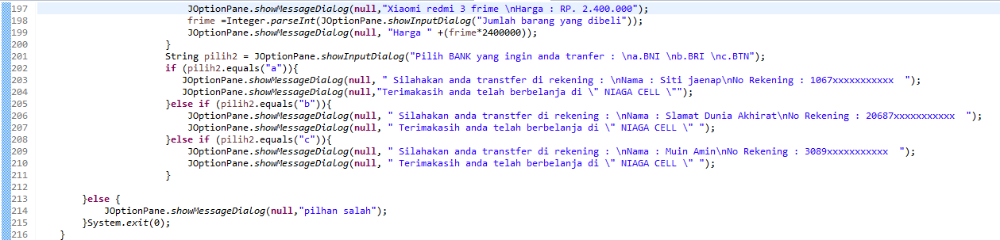 197 JOptionPane.showMessageDialog(null,"Xiaomi redmi 3 frime \nHarga : RP. 2.400.000");
198 frime =Integer.parseInt(JOptionPane.showInputDialog("Jumlah barang yang dibeli"));
199 JOptionPane.showMessageDialog(null, "Harga " +(frime*2400000));
200 }
201 String pilih2 = JOptionPane.showInputDialog("Pilih BANK yang ingin anda tranfer : \na.BNI \nb.BRI \nc.BTN");
202 if (pilih2.equals("a")){
203 JOptionPane.showMessageDialog(null, " Silahakan anda transtfer di rekening : \nNama : Siti jaenap\nNo Rekening : 1067xxxxxxxxxxx  ");
204 JOptionPane.showMessageDialog(null,"Terimakasih anda telah berbelanja di \" NIAGA CELL \"");
205 }else if (pilih2.equals("b")){
206 JOptionPane.showMessageDialog(null, " Silahakan anda transtfer di rekening : \nNama : Slamat Dunia Akhirat\nNo Rekening : 20687xxxxxxxxxxx  ");
207 JOptionPane.showMessageDialog(null, " Terimakasih anda telah berbelanja di \" NIAGA CELL \" ");
208 }else if (pilih2.equals("c")){
209 JOptionPane.showMessageDialog(null, " Silahakan anda transtfer di rekening : \nNama : Muin Amin\nNo Rekening : 3089xxxxxxxxxxx  ");
210 JOptionPane.showMessageDialog(null, " Terimakasih anda telah berbelanja di \" NIAGA CELL \" ");
211 }
212
213 }else {
214 JOptionPane.showMessageDialog(null,"pilhan salah");
215 }System.exit(0);
216 }